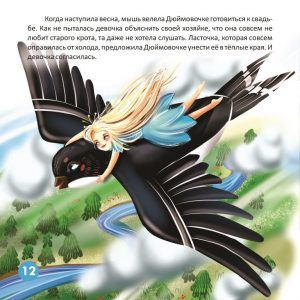 Когда наступила весна, мышь велела Дюймовочке готовиться к свадь-
бе. Как не пыталась девочка объяснить своей хозяйке, что она совсем не
любит старого крота, та даже не хотела слушать. Ласточка, которая совсем
оправилась от холода, предложила Дюймовочке унести её в тёплые края. И
девочка согласилась.
12